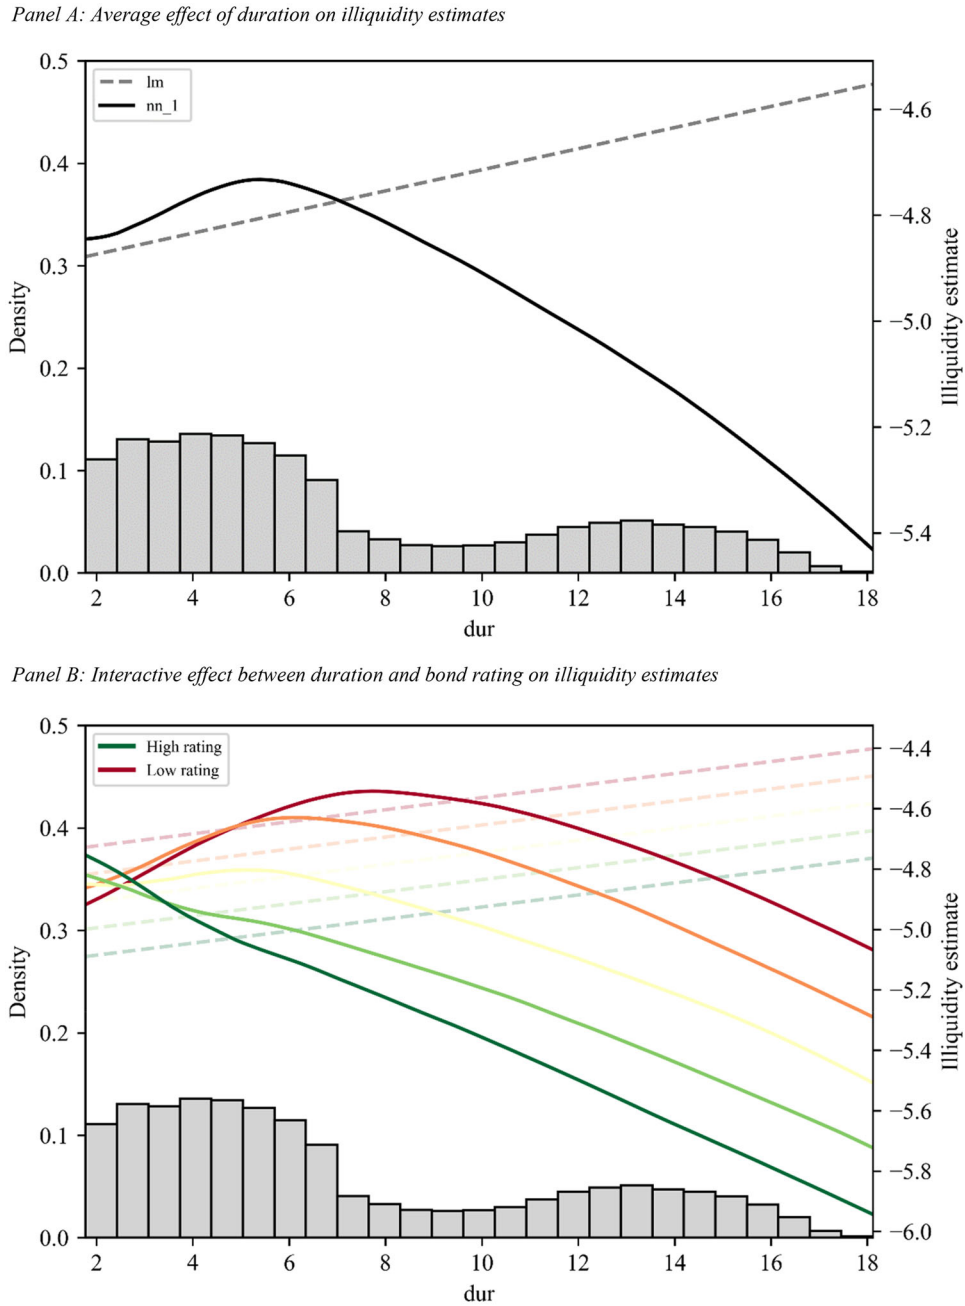 Panel A: Average effect of duration on illiquidity estimates
0.5
0.4
0.3
0.2
0.1
0.0
Density
lm
nn_1
−4.6
−4.8
−5.0
−5.2
−5.4
Illiquidity estimate
2 4 6 8 10 12 14 16 18
dur
Panel B: Interactive effect between duration and bond rating on illiquidity estimates
0.5
0.4
0.3
0.2
0.1
0.0
Density
High rating
Low rating
−4.4
−4.6
−4.8
−5.0
−5.2
−5.4
−5.6
−5.8
−6.0
Illiquidity estimate
2 4 6 8 10 12 14 16 18
dur